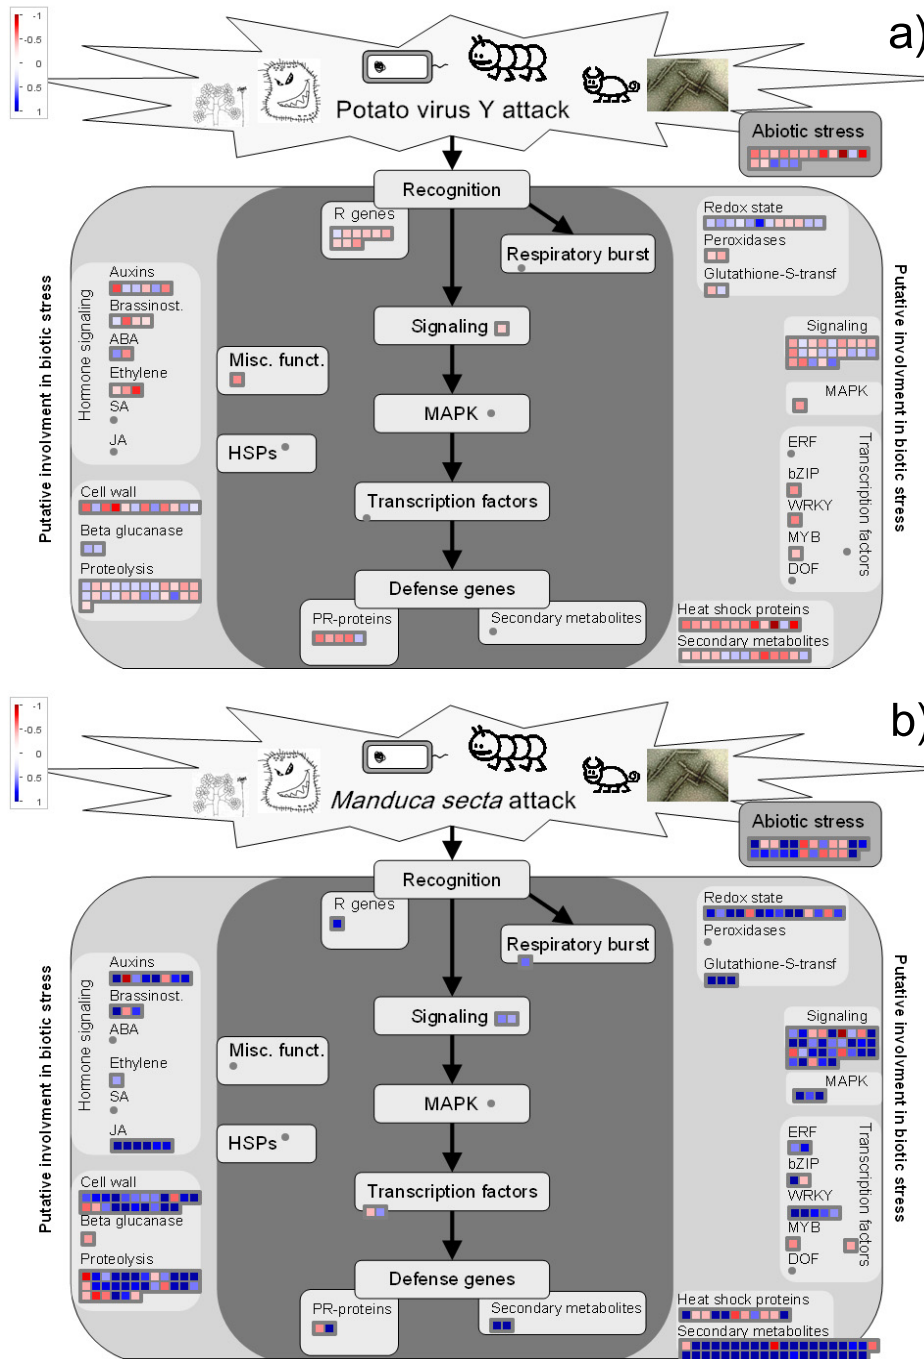 a)
-1
-0.5
0
0.5
1
Potato virus Y attack
Abiotic stress
Recognition
R genes
Respiratory burst
Redox state
Peroxidases
Glutathione-S-transf
Putative involvment in biotic stress
Hormone signaling
Auxins
Brassinost.
ABA
Ethylene
SA
JA
Signaling
Misc. funct.
MAPK
HSPs
Transcription factors
Signaling
MAPK
ERF
bZIP
WRKY
MYB
DOF
Transcription factors
Putative involvment in biotic stress
Cell wall
Beta glucanase
Proteolysis
Defense genes
PR-proteins
Secondary metabolites
Heat shock proteins
Secondary metabolites
b)
-1
-0.5
0
0.5
1
Manduca secta attack
Abiotic stress
Recognition
R genes
Respiratory burst
Redox state
Peroxidases
Glutathione-S-transf
Putative involvment in biotic stress
Hormone signaling
Auxins
Brassinost.
ABA
Ethylene
SA
JA
Signaling
Misc. funct.
MAPK
HSPs
Transcription factors
Signaling
MAPK
ERF
bZIP
WRKY
MYB
DOF
Transcription factors
Putative involvment in biotic stress
Cell wall
Beta glucanase
Proteolysis
Defense genes
PR-proteins
Secondary metabolites
Heat shock proteins
Secondary metabolites